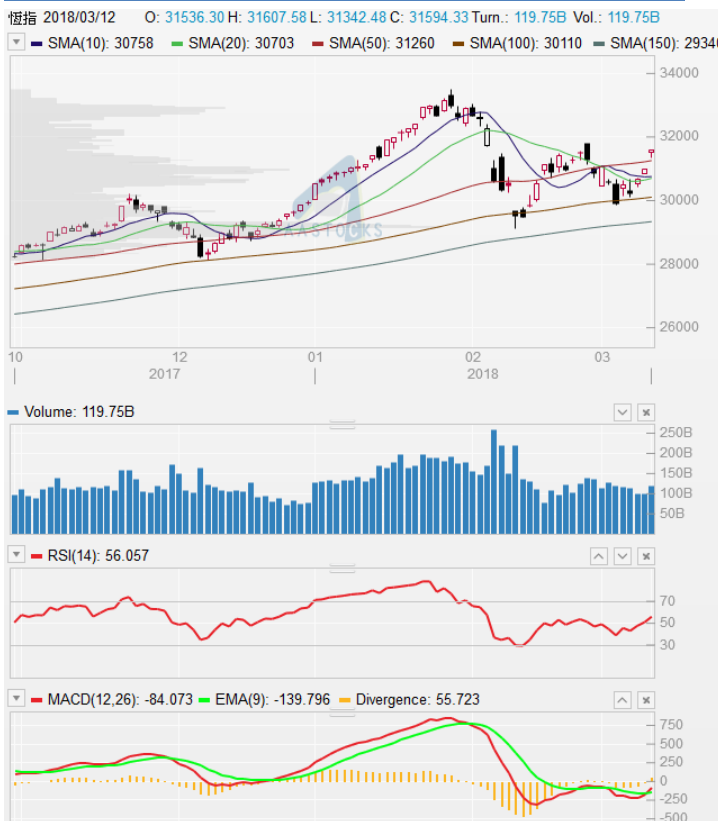 恆指 2018/03/12 O: 31536.30 H: 31607.58 L: 31342.48 C: 31594.33 Turn.: 119.75B Vol.: 119.75B
SMA(10): 30758 SMA(20): 30703 SMA(50): 31260 SMA(100): 30110 SMA(150): 29340
34000
32000
30000
AASTOCKS
28000
26000
10 12 01 02 03
2017 2018
Volume: 119.75B
250B
200B
150B
100B
50B
RSI(14): 56.057
70
50
30
MACD(12,26): -84.073 EMA(9): -139.796 Divergence: 55.723
750
500
250
0
-250
-500